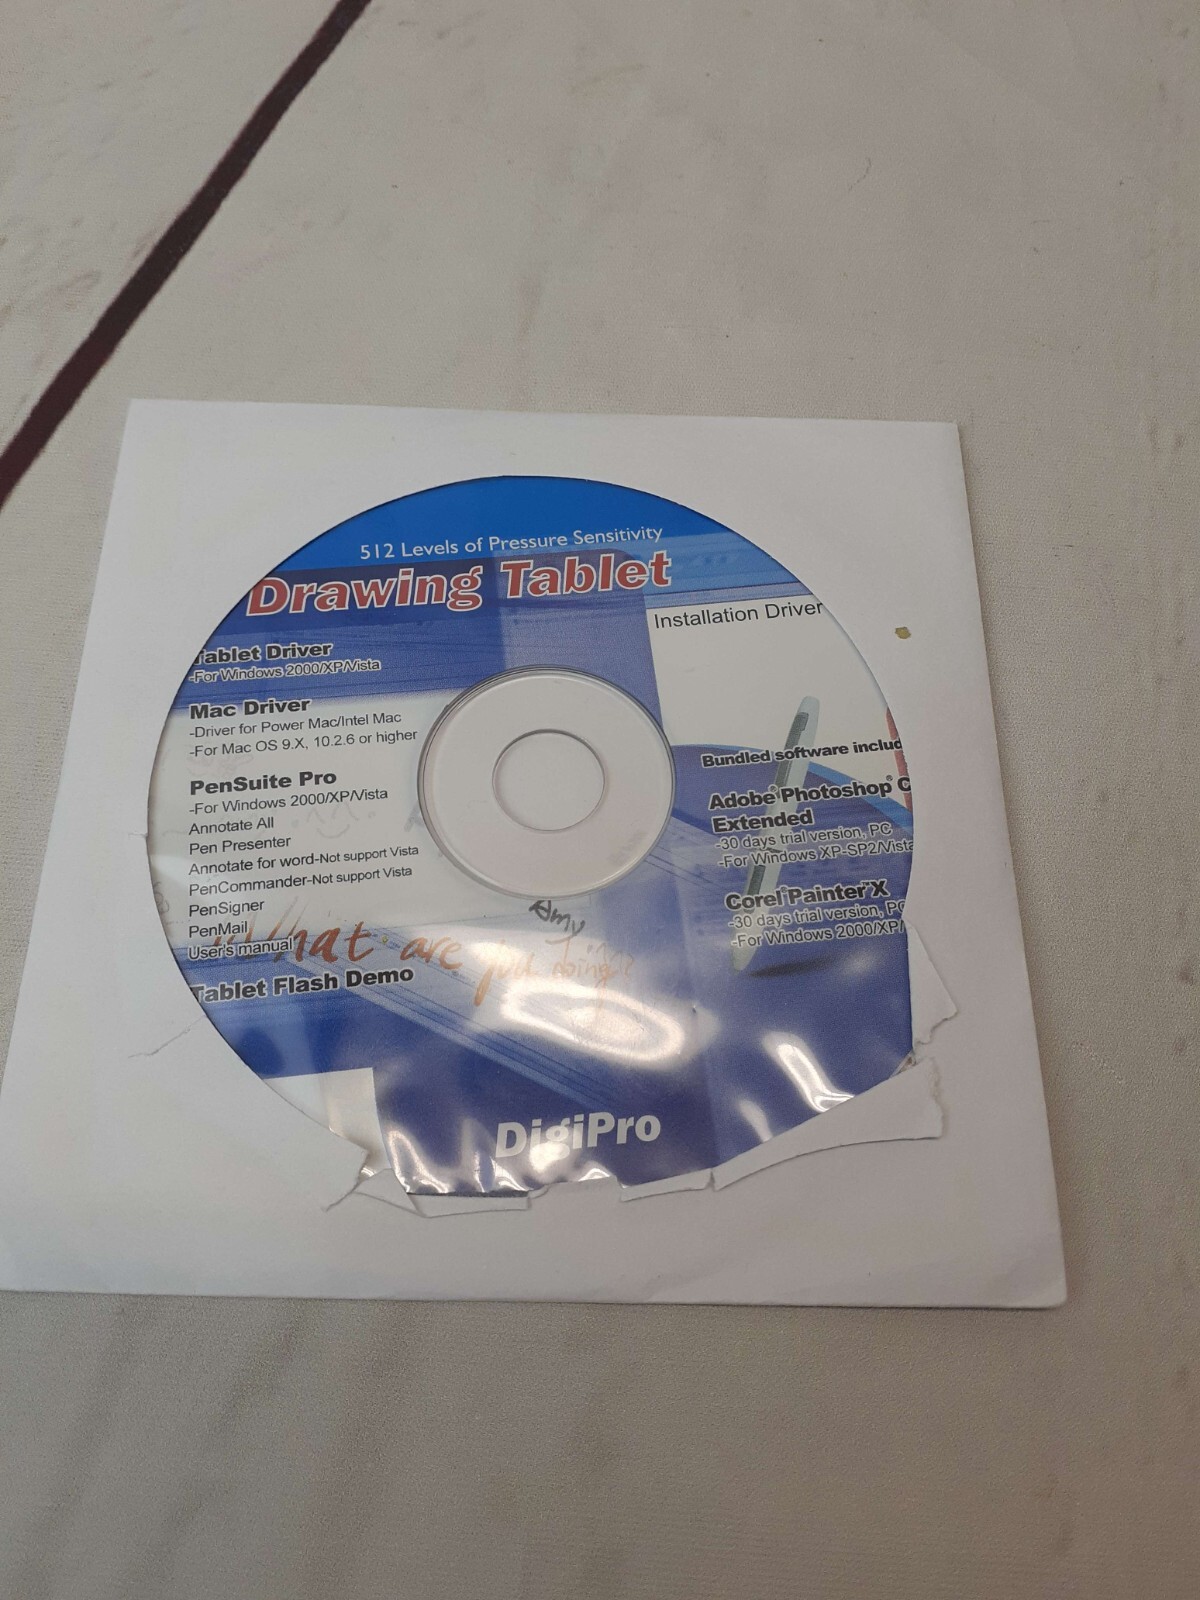 512 Levels of Pressure Sensitivity
Drawing Tablet
Installation Driver
Tablet Driver
-For Windows 2000/XP/Vista
Mac Driver
-Driver for Power Mac/Intel Mac
-For Mac OS 9.X, 10.2.6 or higher
PenSuite Pro
-For Windows 2000/XP/Vista
Annotate All
Pen Presenter
Annotate for word-Not support Vista
PenCommander-Not support Vista
PenSigner
PenMail
User's manual
Tablet Flash Demo
Bundled software includ
Adobe® Photoshop® C
Extended
-30 days trial version, PC
-For Windows XP-SP2/Vista
Corel® Painter™ X
-30 days trial version, PC
-For Windows 2000/XP/
Amy
What are you doing?
DigiPro